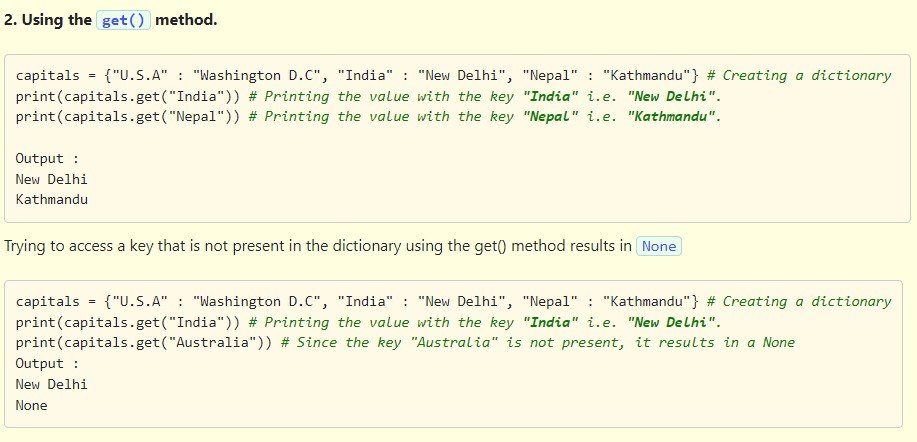 2. Using the get() method.
capitals = {"U.S.A" : "Washington D.C", "India" : "New Delhi", "Nepal" : "Kathmandu"} # Creating a dictionary
print(capitals.get("India")) # Printing the value with the key "India" i.e. "New Delhi".
print(capitals.get("Nepal")) # Printing the value with the key "Nepal" i.e. "Kathmandu".
Output :
New Delhi
Kathmandu
Trying to access a key that is not present in the dictionary using the get() method results in None
capitals = {"U.S.A" : "Washington D.C", "India" : "New Delhi", "Nepal" : "Kathmandu"} # Creating a dictionary
print(capitals.get("India")) # Printing the value with the key "India" i.e. "New Delhi".
print(capitals.get("Australia")) # Since the key "Australia" is not present, it results in a None
Output :
New Delhi
None